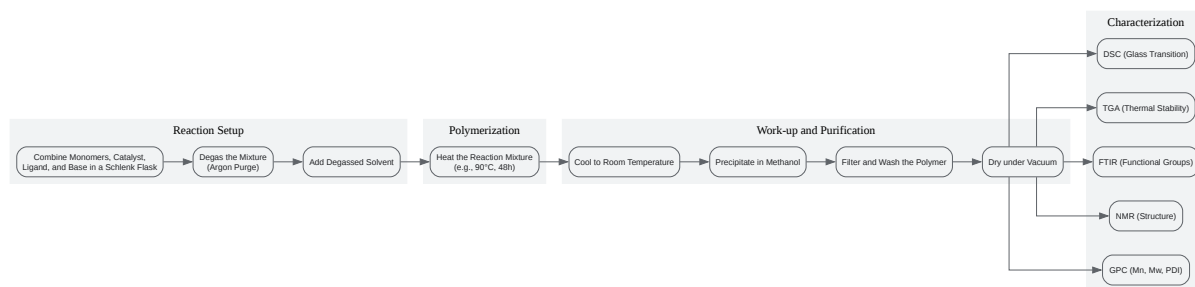 Reaction Setup
Combine Monomers, Catalyst,
Ligand, and Base in a Schlenk Flask
Degas the Mixture
(Argon Purge)
Add Degassed Solvent
Polymerization
Heat the Reaction Mixture
(e.g., 90°C, 48h)
Work-up and Purification
Cool to Room Temperature
Precipitate in Methanol
Filter and Wash the Polymer
Dry under Vacuum
Characterization
DSC (Glass Transition)
TGA (Thermal Stability)
FTIR (Functional Groups)
NMR (Structure)
GPC (Mn, Mw, PDI)